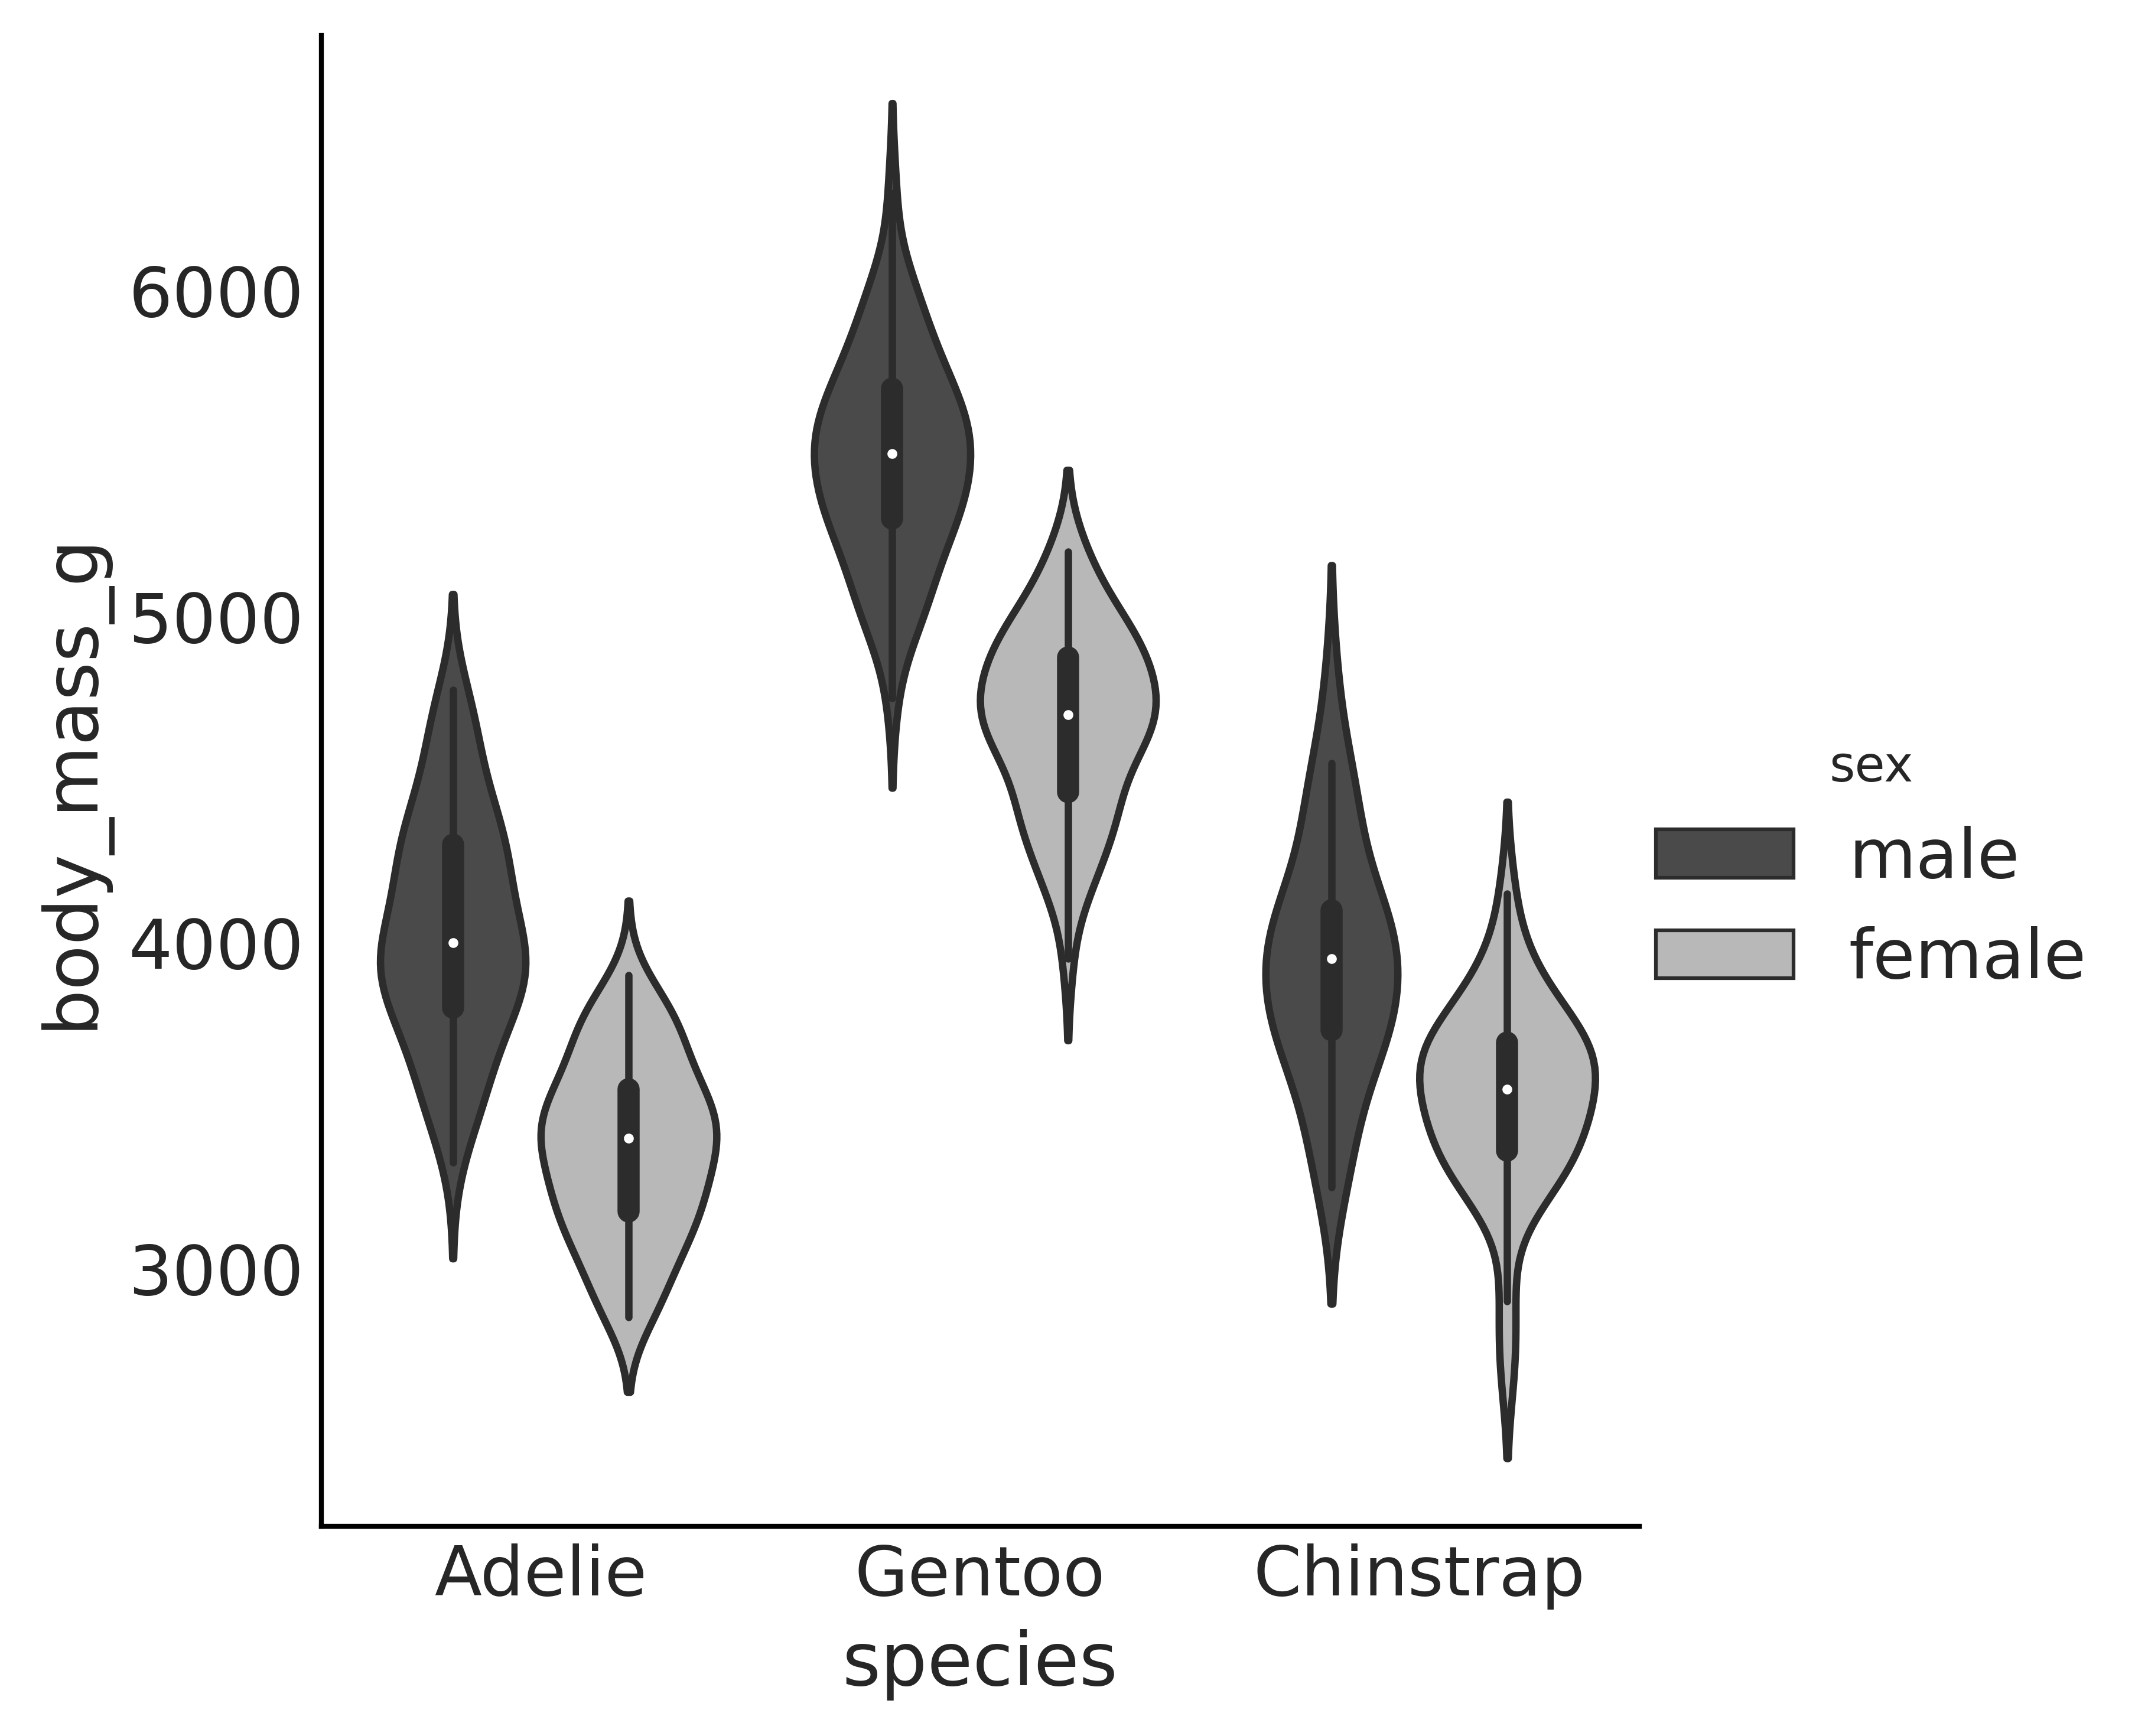 body_mass_g
6000
5000
4000
3000
Adelie
Gentoo
Chinstrap
species
sex
male
female